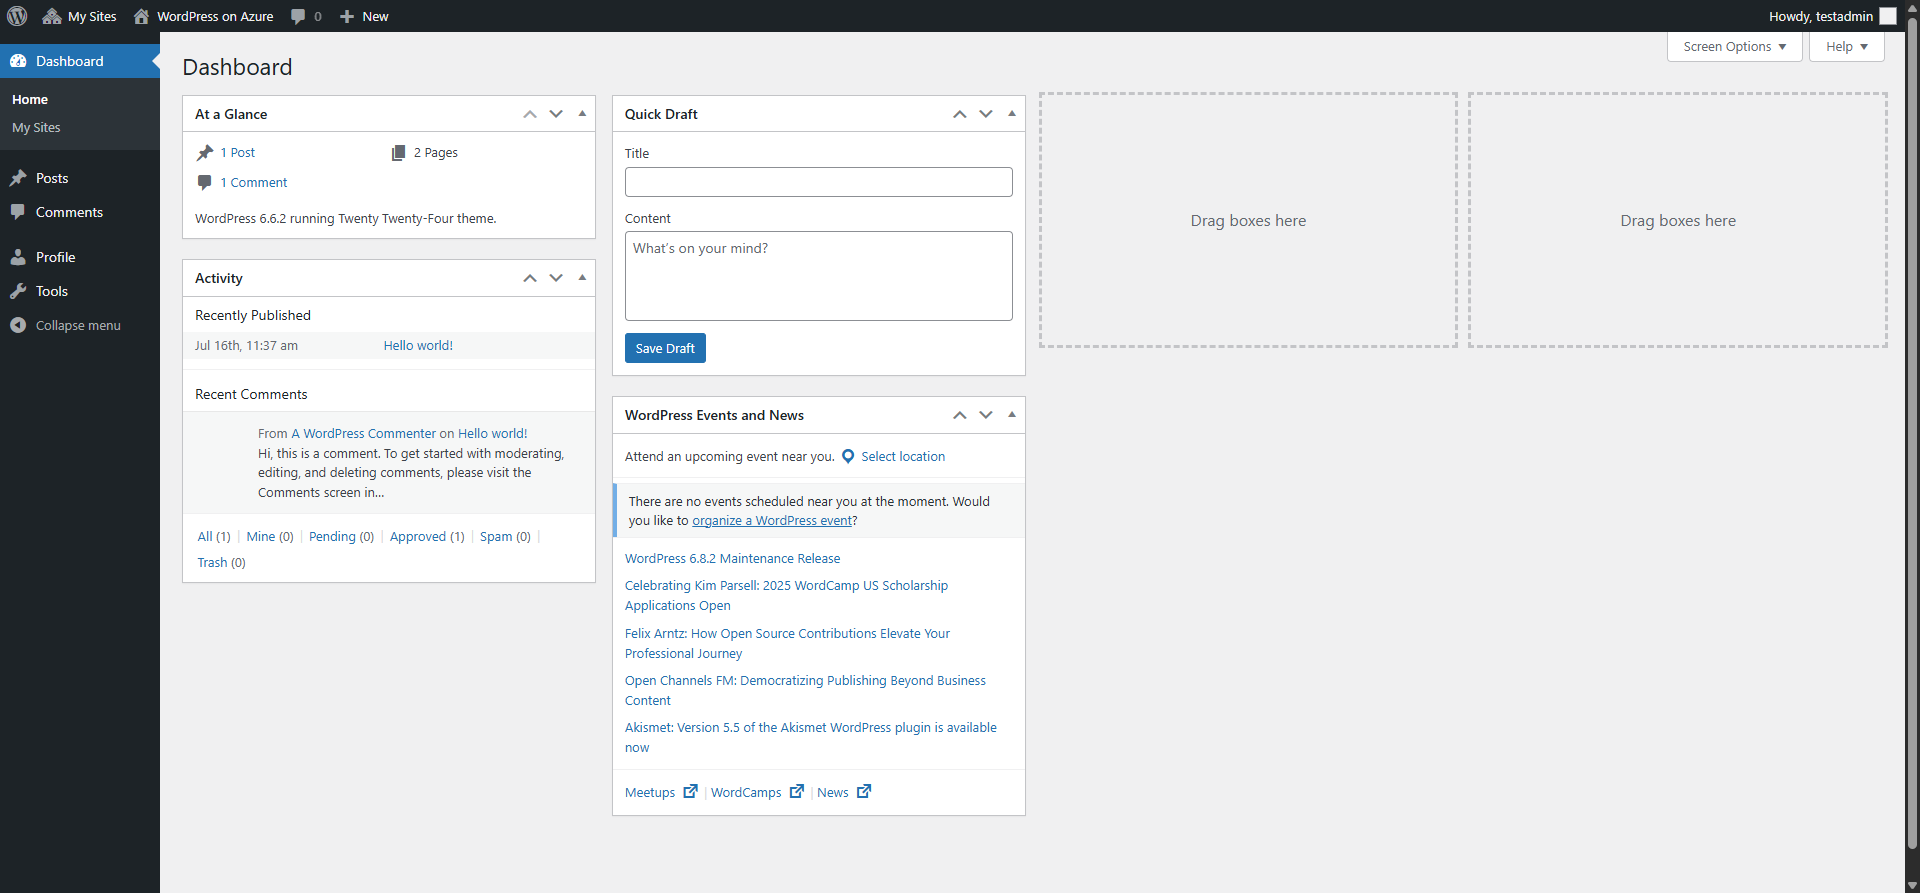 My Sites
WordPress on Azure
0
New
Howdy, testadmin
Dashboard
Home
My Sites
Posts
Comments
Profile
Tools
Collapse menu
Screen Options
Help
Dashboard
At a Glance
1 Post
2 Pages
1 Comment
WordPress 6.6.2 running Twenty Twenty-Four theme.
Activity
Recently Published
Jul 16th, 11:37 am
Hello world!
Recent Comments
From A WordPress Commenter on Hello world!
Hi, this is a comment. To get started with moderating,
editing, and deleting comments, please visit the
Comments screen in…
All (1) | Mine (0) | Pending (0) | Approved (1) | Spam (0) |
Trash (0)
Quick Draft
Title
Content
What’s on your mind?
Save Draft
WordPress Events and News
Attend an upcoming event near you. Select location
There are no events scheduled near you at the moment. Would
you like to organize a WordPress event?
WordPress 6.8.2 Maintenance Release
Celebrating Kim Parsell: 2025 WordCamp US Scholarship
Applications Open
Felix Arntz: How Open Source Contributions Elevate Your
Professional Journey
Open Channels FM: Democratizing Publishing Beyond Business
Content
Akismet: Version 5.5 of the Akismet WordPress plugin is available
now
Meetups | WordCamps | News
Drag boxes here
Drag boxes here